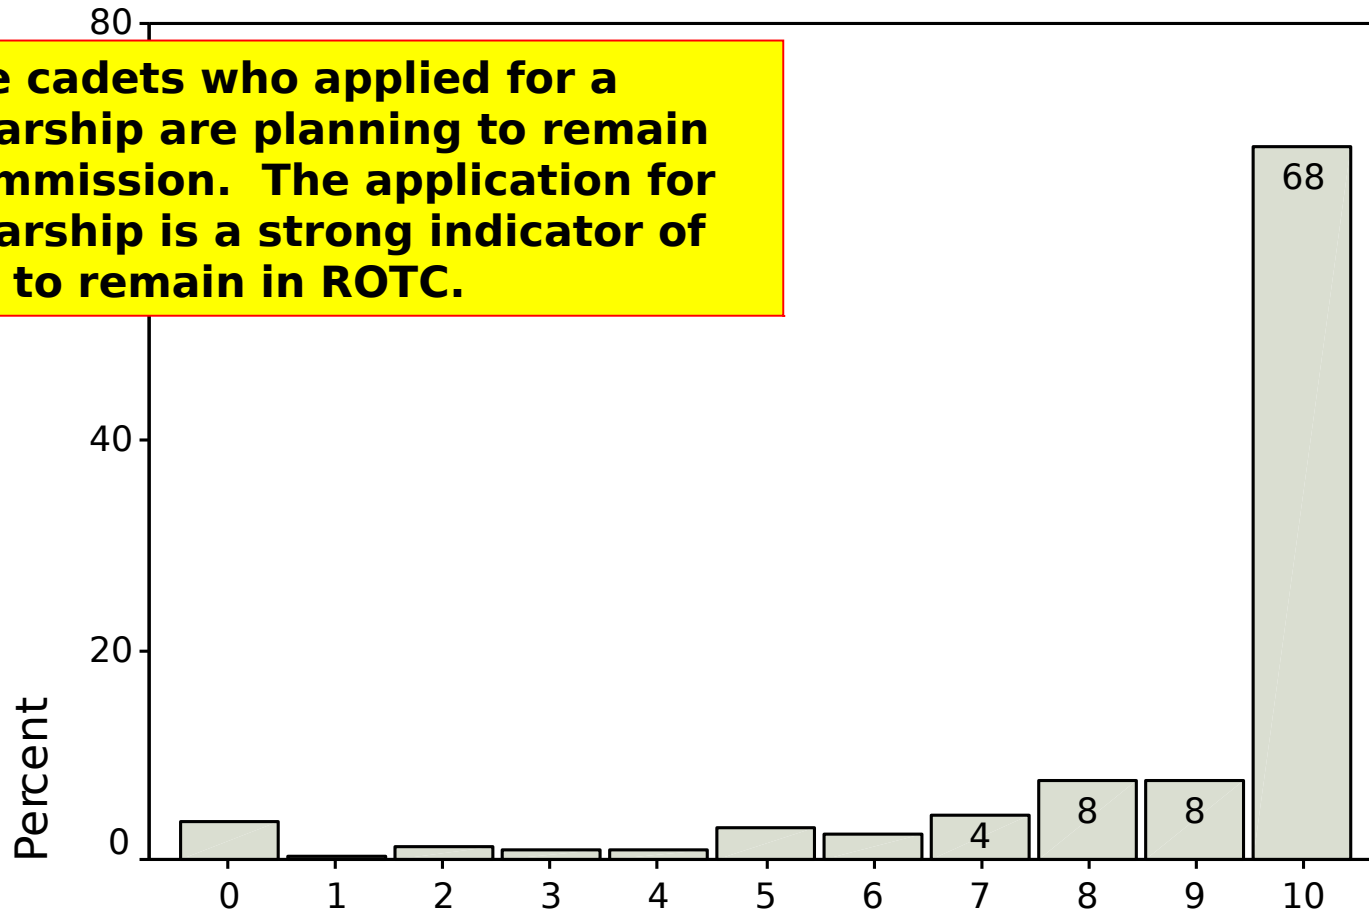 80
e cadets who applied for a
arship are planning to remain
mmission.  The application for
arship is a strong indicator of
to remain in ROTC.
68
40
20
Percent
0
4
8
8
0 1 2 3 4 5 6 7 8 9 10